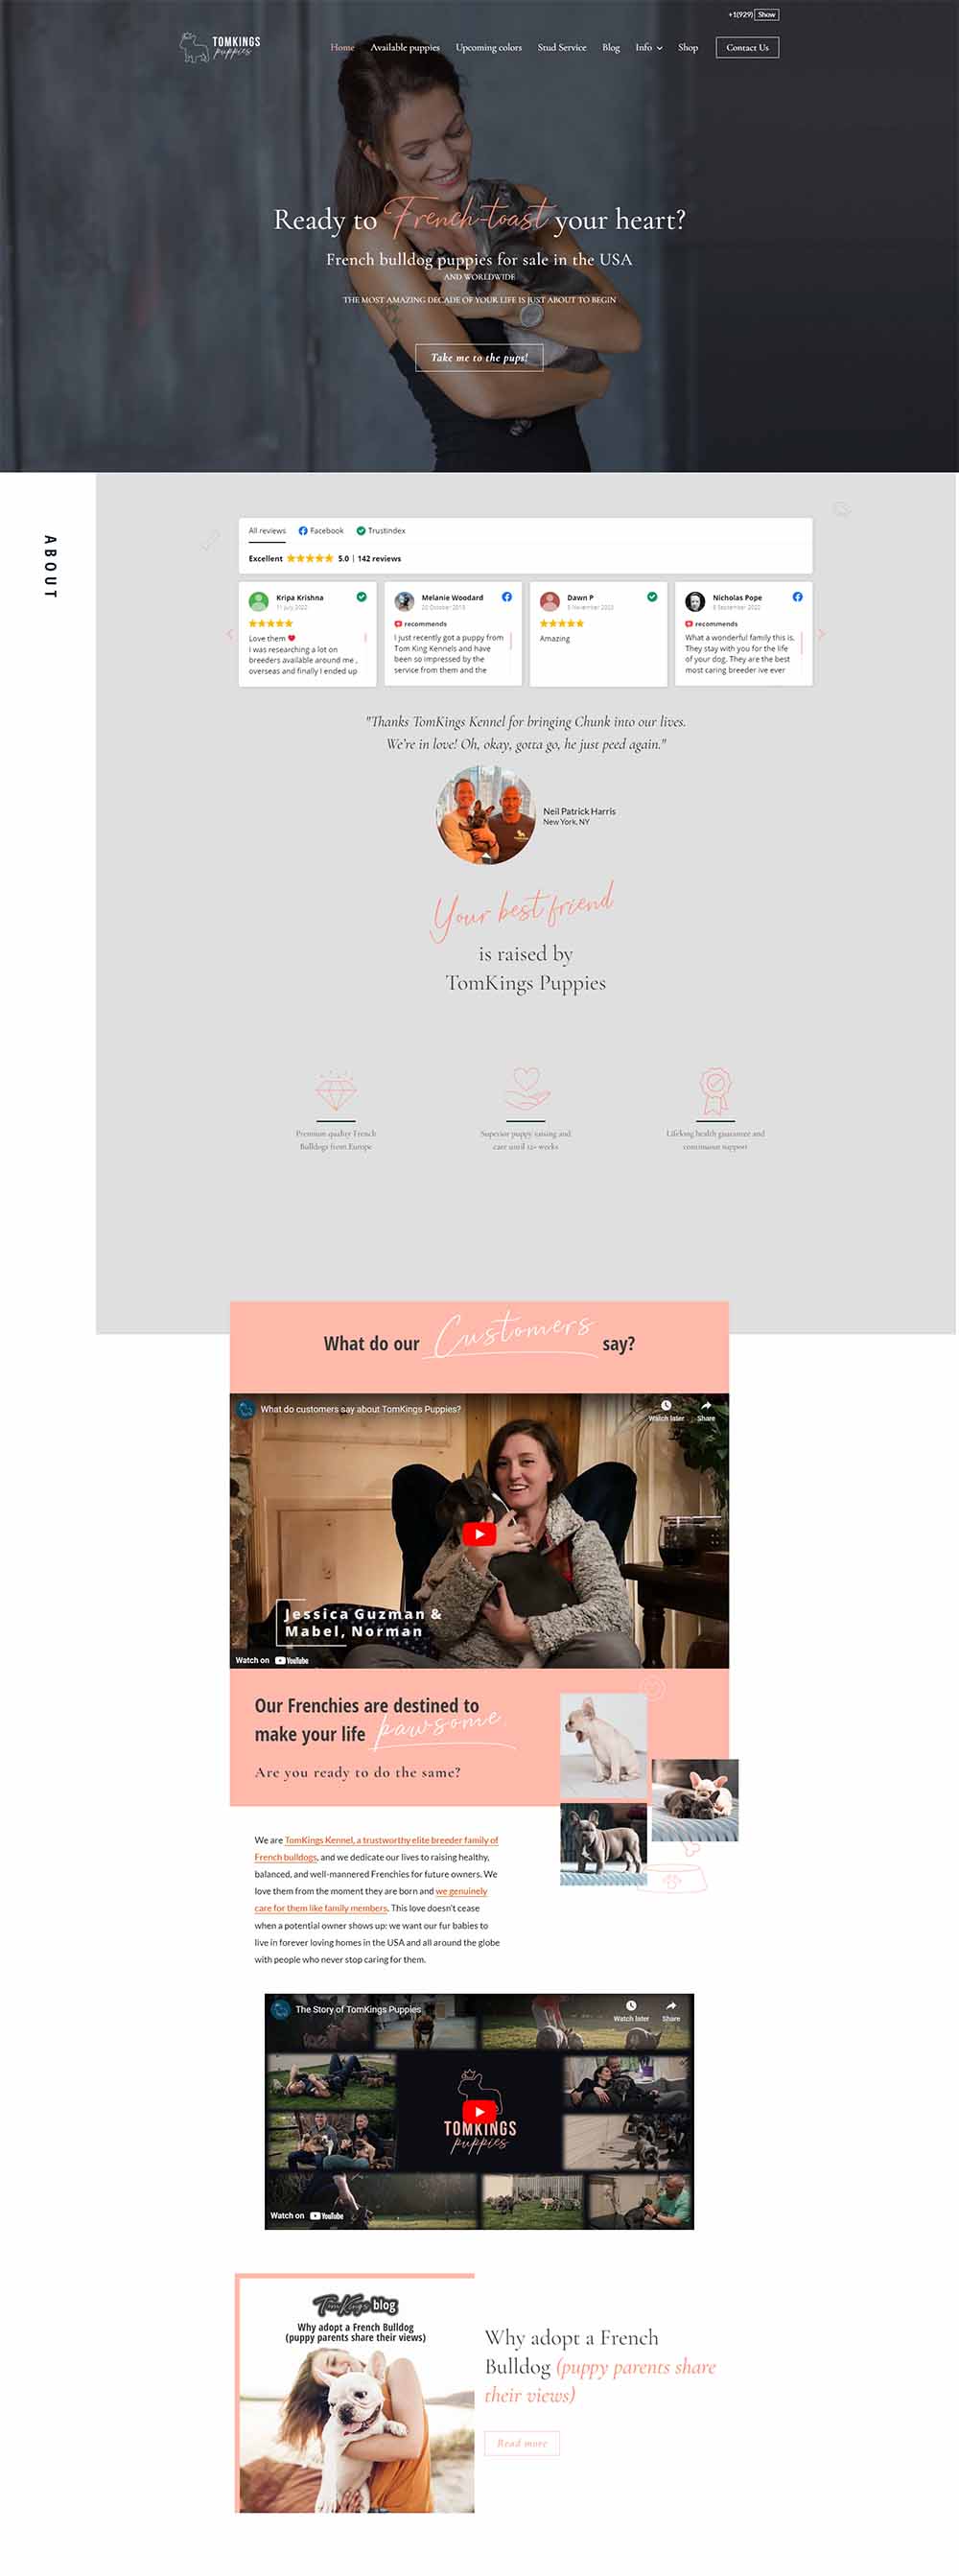 +1(929) Show
TOMKINGS
puppies
Home Available puppies Upcoming colors Stud Service Blog Info Shop Contact Us
Ready to French-toast your heart?
French bulldog puppies for sale in the USA
AND WORLDWIDE
THE MOST AMAZING DECADE OF YOUR LIFE IS JUST ABOUT TO BEGIN
Take me to the pups!
ABOUT
All reviews Facebook Trustindex
Excellent 5.0 | 142 reviews
Kripa Krishna
11 July 2022
Love them
I was researching a lot on
breeders available around me ,
overseas and finally I ended up
Melanie Woodard
20 October 2018
recommends
I just recently got a puppy from
Tom King Kennels and have
been so impressed by the
service from them and the
Dawn P
5 November 2022
Amazing
Nicholas Pope
8 September 2022
recommends
What a wonderful family this is.
They stay with you for the life
of your dog. They are the best
most caring breeder ive ever
"Thanks TomKings Kennel for bringing Chunk into our lives.
We're in love! Oh, okay, gotta go, he just peed again."
Neil Patrick Harris
New York, NY
Your best friend
is raised by
TomKings Puppies
Premium quality French
Bulldogs from Europe
Superior puppy raising and
care until 12+ weeks
Lifelong health guarantee and
continuous support
What do our Customers say?
What do customers say about TomKings Puppies?
Watch later Share
Jessica Guzman &
Mabel, Norman
Watch on YouTube
Our Frenchies are destined to
make your life pawsome
Are you ready to do the same?
We are TomKings Kennel, a trustworthy elite breeder family of
French bulldogs, and we dedicate our lives to raising healthy,
balanced, and well-mannered Frenchies for future owners. We
love them from the moment they are born and we genuinely
care for them like family members. This love doesn't cease
when a potential owner shows up: we want our fur babies to
live in forever loving homes in the USA and all around the globe
with people who never stop caring for them.
The Story of TomKings Puppies
Watch later Share
TOMKINGS
puppies
Watch on YouTube
TomKings blog
Why adopt a French Bulldog
(puppy parents share their views)
Why adopt a French
Bulldog (puppy parents share
their views)
Read more